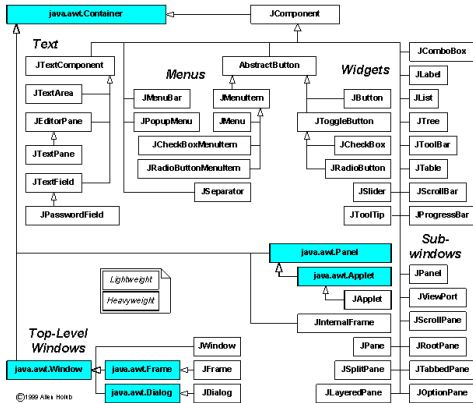 java.awt.Container
JComponent
Text
JTextComponent
JTextArea
JEditorPane
JTextPane
JTextField
JPasswordField
Menus
JMenuBar
JPopupMenu
AbstractButton
JMenuItem
JMenu
JCheckBoxMenuItem
JRadioButtonMenuItem
JSeparator
Widgets
JButton
JToggleButton
JCheckBox
JRadioButton
JSlider
JToolTip
JComboBox
JLabel
JList
JTree
JToolBar
JTable
JScrollBar
JProgressBar
java.awt.Panel
java.awt.Applet
JApplet
JInternalFrame
Sub-
windows
JPanel
JViewPort
JScrollPane
JPane
JRootPane
JSplitPane
JTabbedPane
JLayeredPane
JOptionPane
Lightweight
Heavyweight
Top-Level
Windows
java.awt.Window
java.awt.Frame
java.awt.Dialog
JWindow
JFrame
JDialog
©1999 Allen Holub